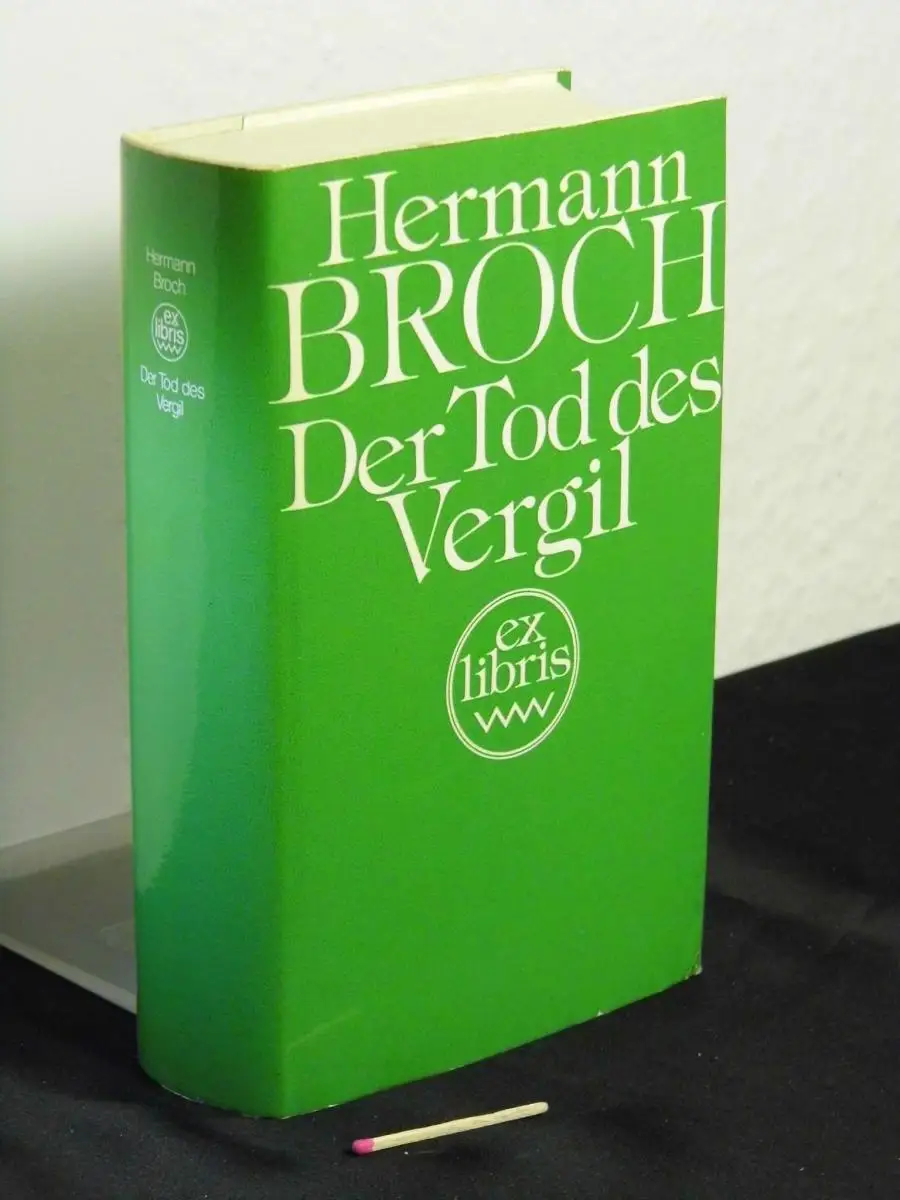 Hermann
Broch
ex
libris
Der Tod des
Vergil
Hermann
BROCH
Der Tod des
Vergil
ex
libris